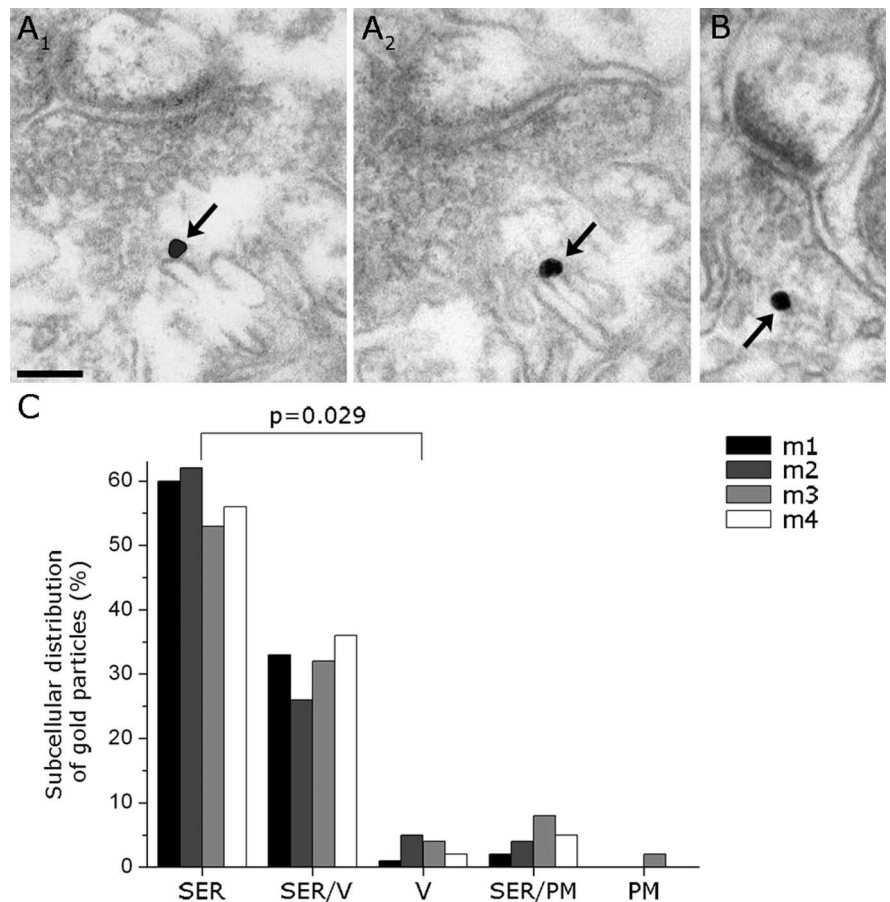 A1 A2 B
C
p=0.029
m1
m2
m3
m4
Subcellular distribution
of gold particles (%)
60
50
40
30
20
10
0
SER SER/V V SER/PM PM